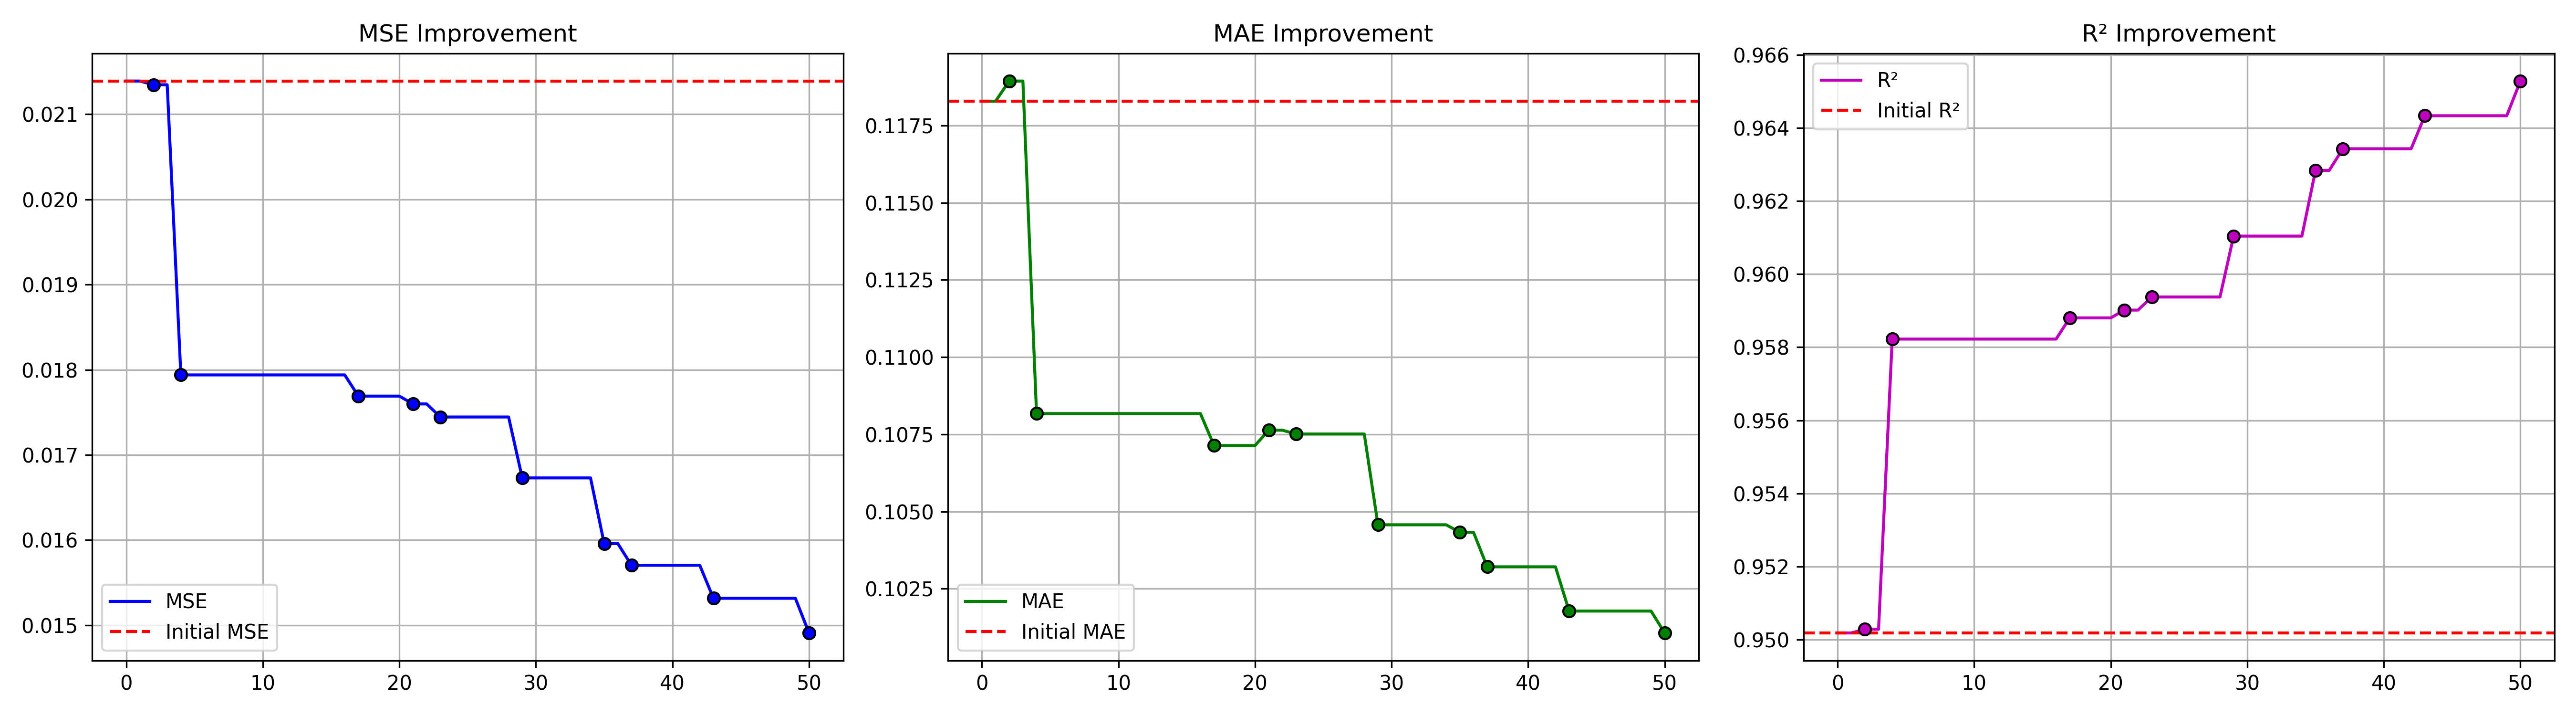 MSE Improvement
0.021
0.020
0.019
0.018
0.017
0.016
0.015
MSE
Initial MSE
0 10 20 30 40 50
MAE Improvement
0.1175
0.1150
0.1125
0.1100
0.1075
0.1050
0.1025
MAE
Initial MAE
0 10 20 30 40 50
R² Improvement
R²
Initial R²
0.966
0.964
0.962
0.960
0.958
0.956
0.954
0.952
0.950
0 10 20 30 40 50